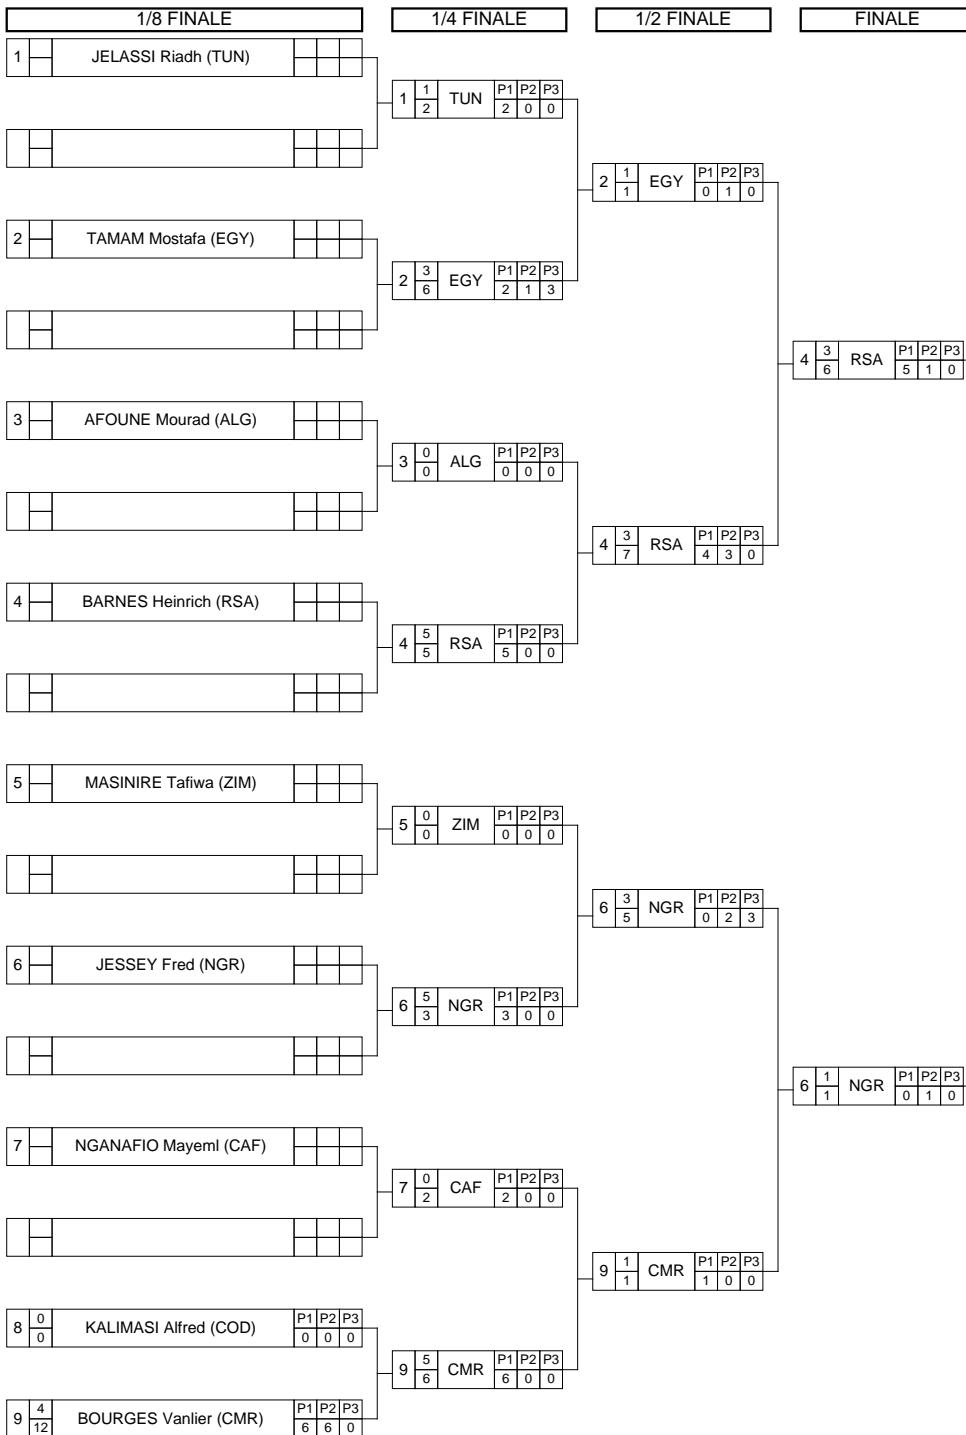 1/8 FINALE 1/4 FINALE 1/2 FINALE FINALE
1 JELASSI Riadh (TUN)
1 1 2 TUN P1 P2 P3 2 0 0
2 1 1 EGY P1 P2 P3 0 1 0
2 TAMAM Mostafa (EGY)
2 3 6 EGY P1 P2 P3 2 1 3
4 3 6 RSA P1 P2 P3 5 1 0
3 AFOUNE Mourad (ALG)
3 0 0 ALG P1 P2 P3 0 0 0
4 3 7 RSA P1 P2 P3 4 3 0
4 BARNES Heinrich (RSA)
4 5 5 RSA P1 P2 P3 5 0 0
5 MASINIRE Tafiwa (ZIM)
5 0 0 ZIM P1 P2 P3 0 0 0
6 3 5 NGR P1 P2 P3 0 2 3
6 JESSEY Fred (NGR)
6 5 3 NGR P1 P2 P3 3 0 0
6 1 1 NGR P1 P2 P3 0 1 0
7 NGANAFIO Mayeml (CAF)
7 0 2 CAF P1 P2 P3 2 0 0
9 1 1 CMR P1 P2 P3 1 0 0
8 0 0 KALIMASI Alfred (COD) P1 P2 P3 0 0 0
9 5 6 CMR P1 P2 P3 6 0 0
9 4 12 BOURGES Vanlier (CMR) P1 P2 P3 6 6 0